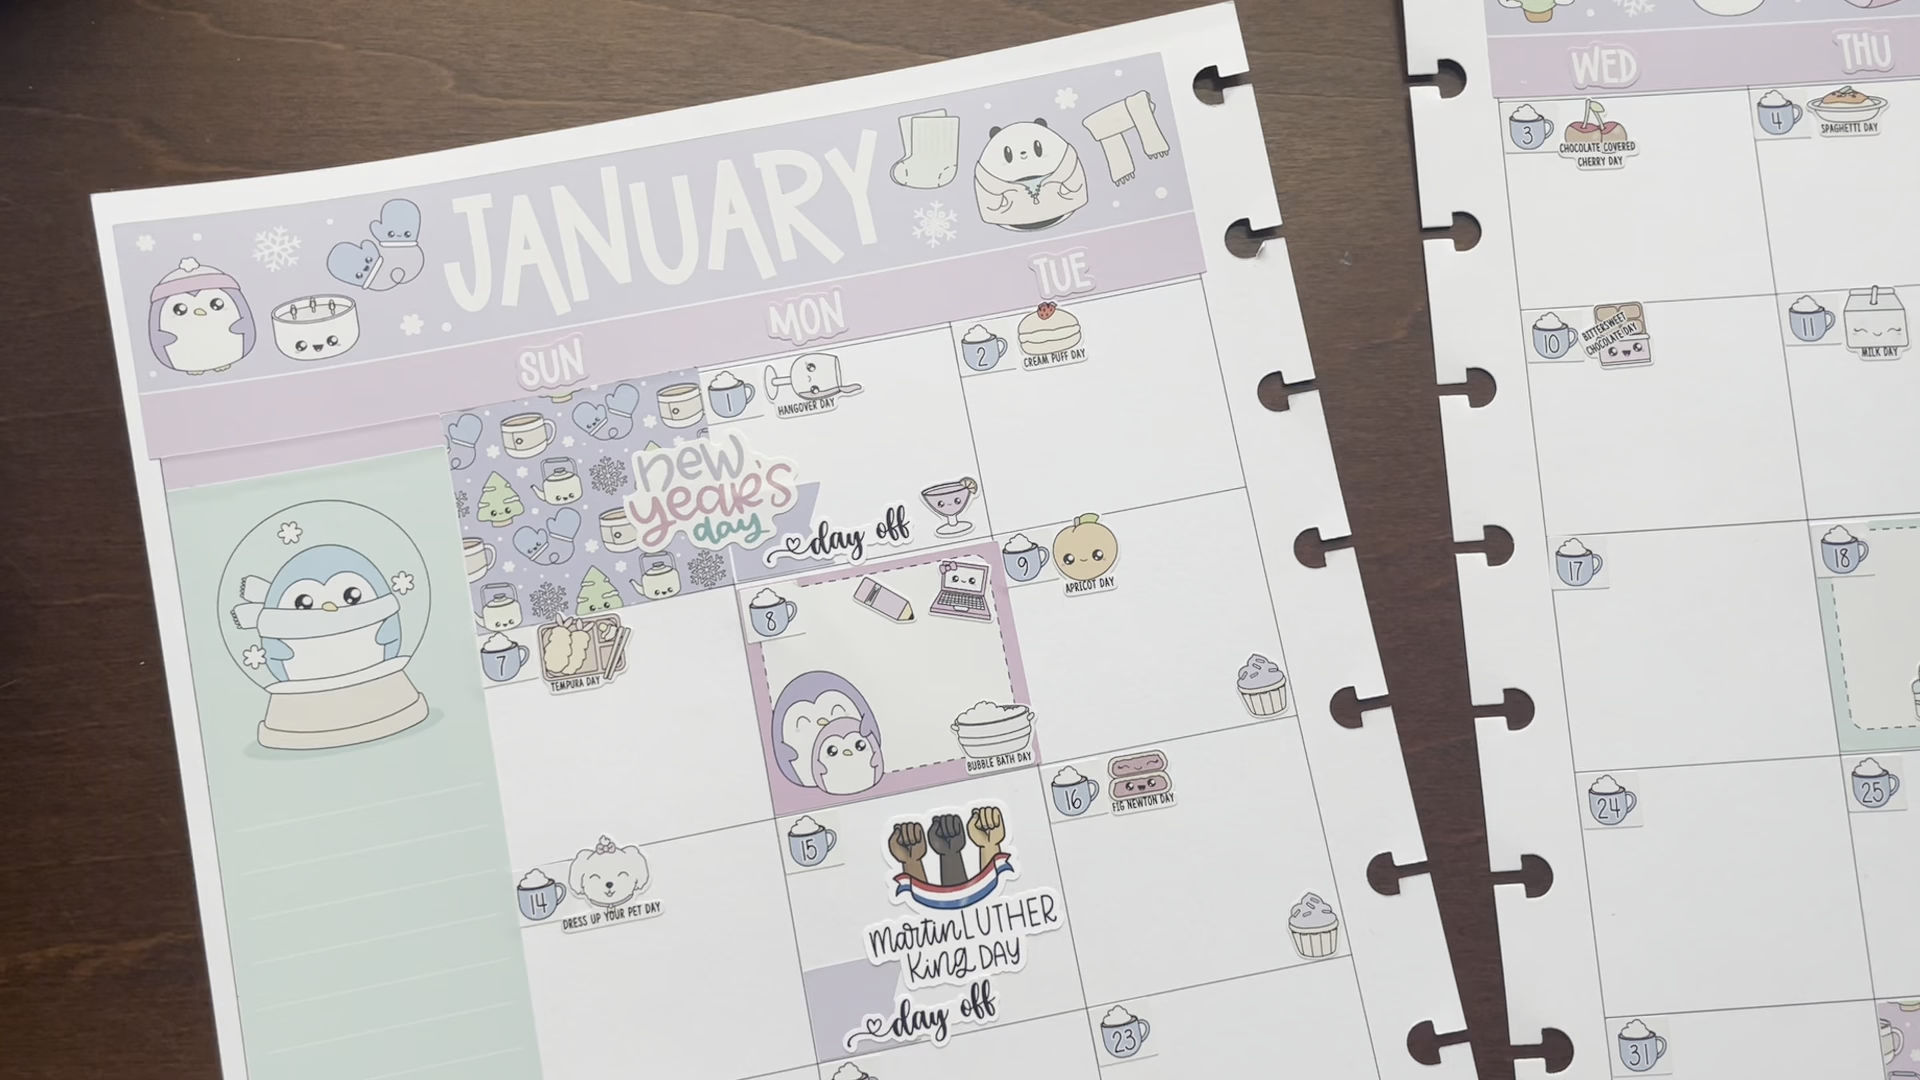 JANUARY
SUN
MON
TUE
WED
THU
1
HANGOVER DAY
new
year's
day
day off
2
CREAM PUFF DAY
3
CHOCOLATE COVERED
CHERRY DAY
4
SPAGHETTI DAY
7
TEMPURA DAY
8
BUBBLE BATH DAY
9
APRICOT DAY
10
BITTERSWEET
CHOCOLATE DAY
11
MILK DAY
14
DRESS UP YOUR PET DAY
15
Martin LUTHER
King DAY
day off
16
FIG NEWTON DAY
17
18
23
24
25
31